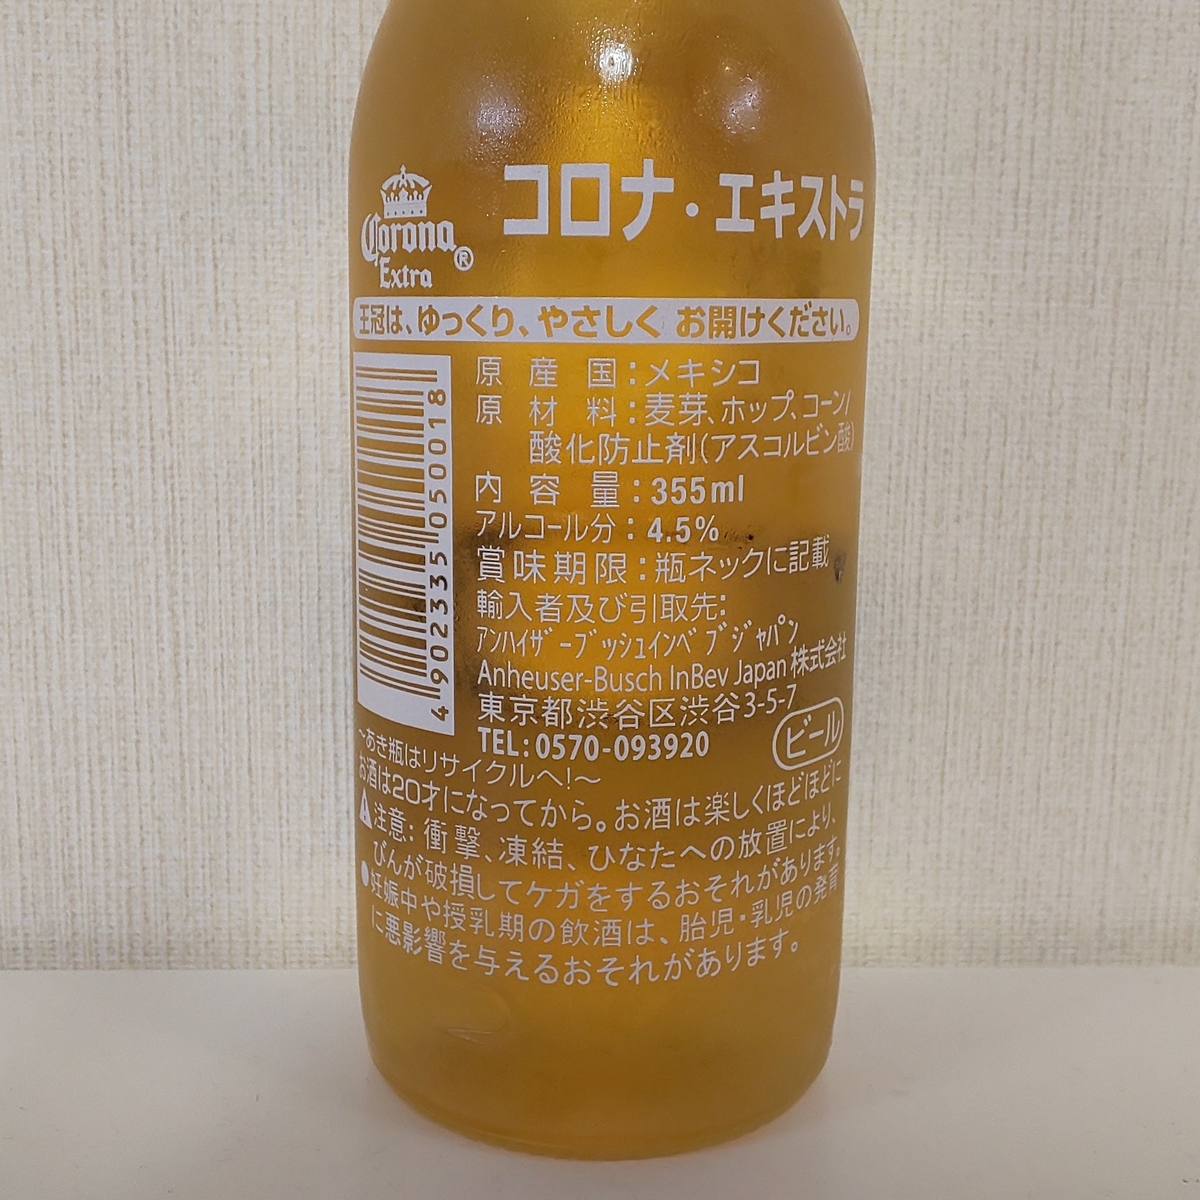 Corona
Extra ®
コロナ・エキストラ
王冠は、ゆっくり、やさしく お開けください。
原産国：メキシコ
原材料：麦芽、ホップ、コーン/
酸化防止剤(アスコルビン酸)
内容量：355ml
アルコール分：4.5%
賞味期限：瓶ネックに記載
輸入者及び引取先：
アンハイザーブッシュインベブジャパン
Anheuser-Busch InBev Japan 株式会社
東京都渋谷区渋谷3-5-7
TEL：0570-093920
ビール
4902335050018
～あき瓶はリサイクルへ!～
お酒は20才になってから。お酒は楽しくほどほどに
注意：衝撃、凍結、ひなたへの放置により、
びんが破損してケガをするおそれがあります。
●妊娠中や授乳期の飲酒は、胎児・乳児の発育
に悪影響を与えるおそれがあります。